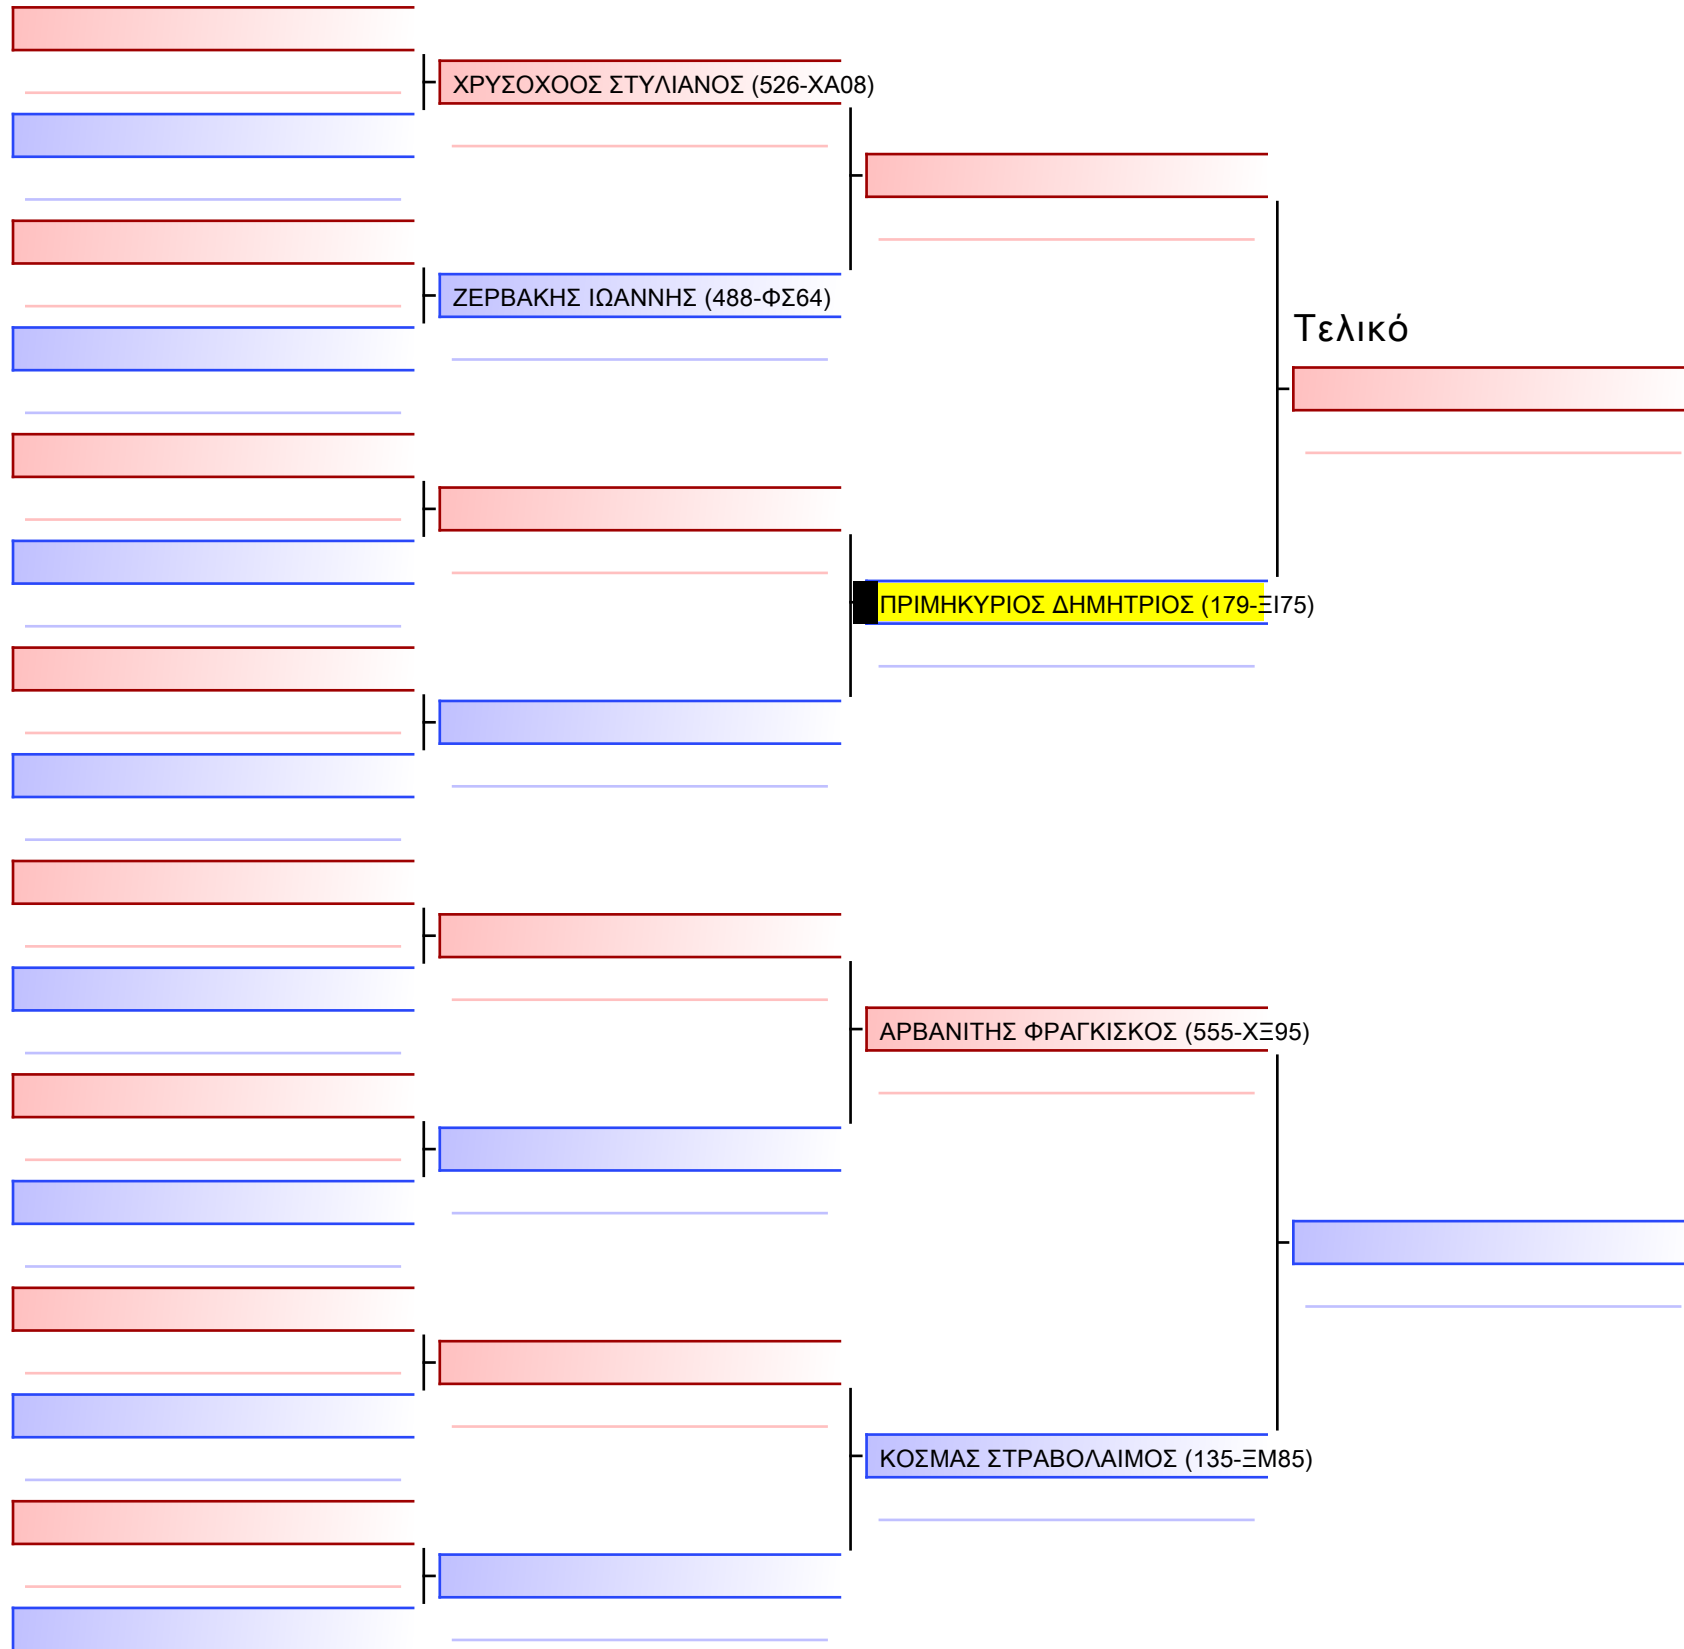 ΧΡΥΣΟΧΟΟΣ ΣΤΥΛΙΑΝΟΣ (526-ΧΑ08)
ΖΕΡΒΑΚΗΣ ΙΩΑΝΝΗΣ (488-ΦΣ64)
Τελικό
ΠΡΙΜΗΚΥΡΙΟΣ ΔΗΜΗΤΡΙΟΣ (179-ΞΙ75)
ΑΡΒΑΝΙΤΗΣ ΦΡΑΓΚΙΣΚΟΣ (555-ΧΞ95)
ΚΟΣΜΑΣ ΣΤΡΑΒΟΛΑΙΜΟΣ (135-ΞΜ85)